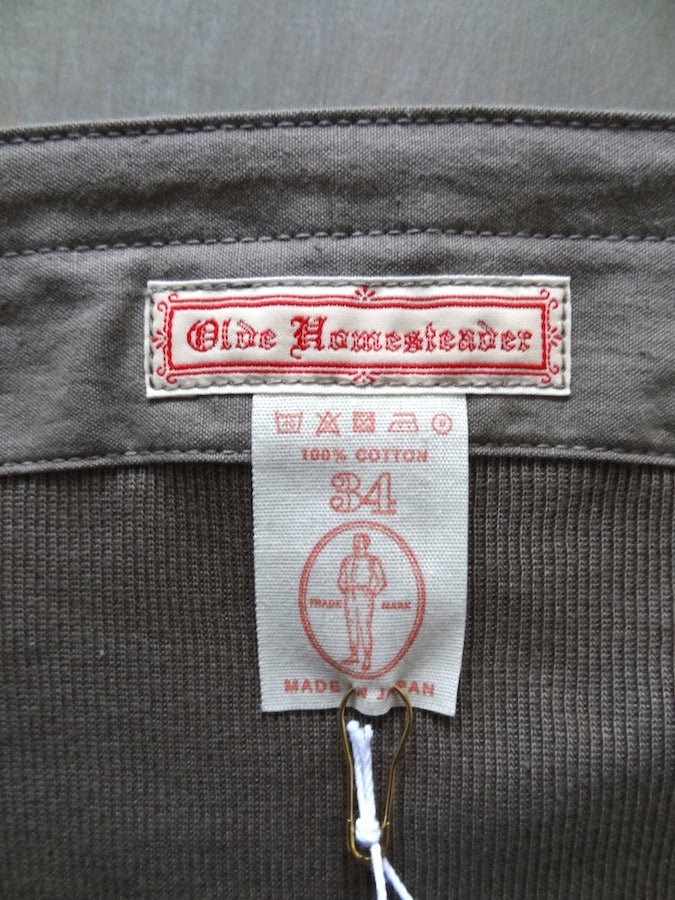 Olde Homesteader
100% COTTON
34
TRADE MARK
MADE IN JAPAN